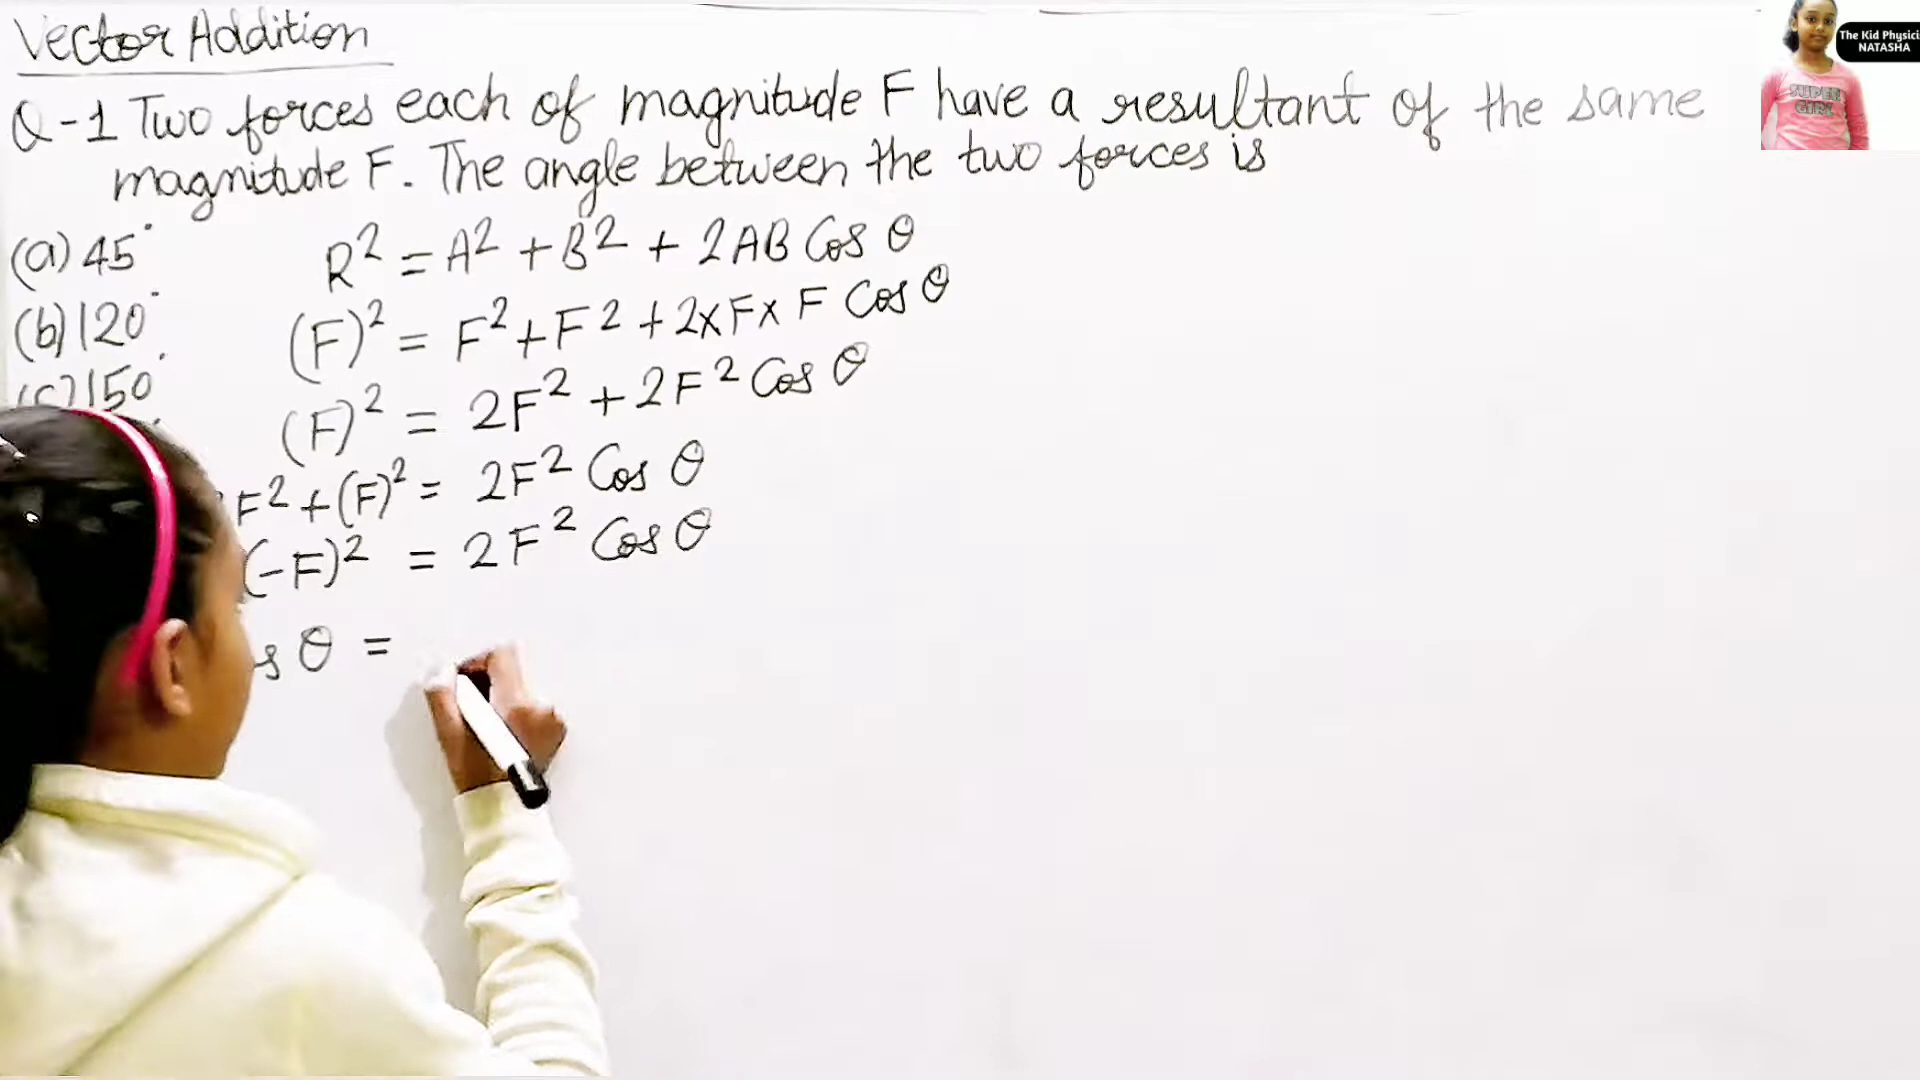 Vector Addition
The Kid Physici
NATASHA
SUPER
GIRL
Q-1 Two forces each of magnitude F have a resultant of the same
magnitude F. The angle between the two forces is
(a) 45°
(b) 120°
(c) 150°
R² = A² + B² + 2AB Cos θ
(F)² = F² + F² + 2×F× F Cos θ
(F)² = 2F² + 2F² Cos θ
F² + (F)² = 2F² Cos θ
(-F)² = 2F² Cos θ
s θ =